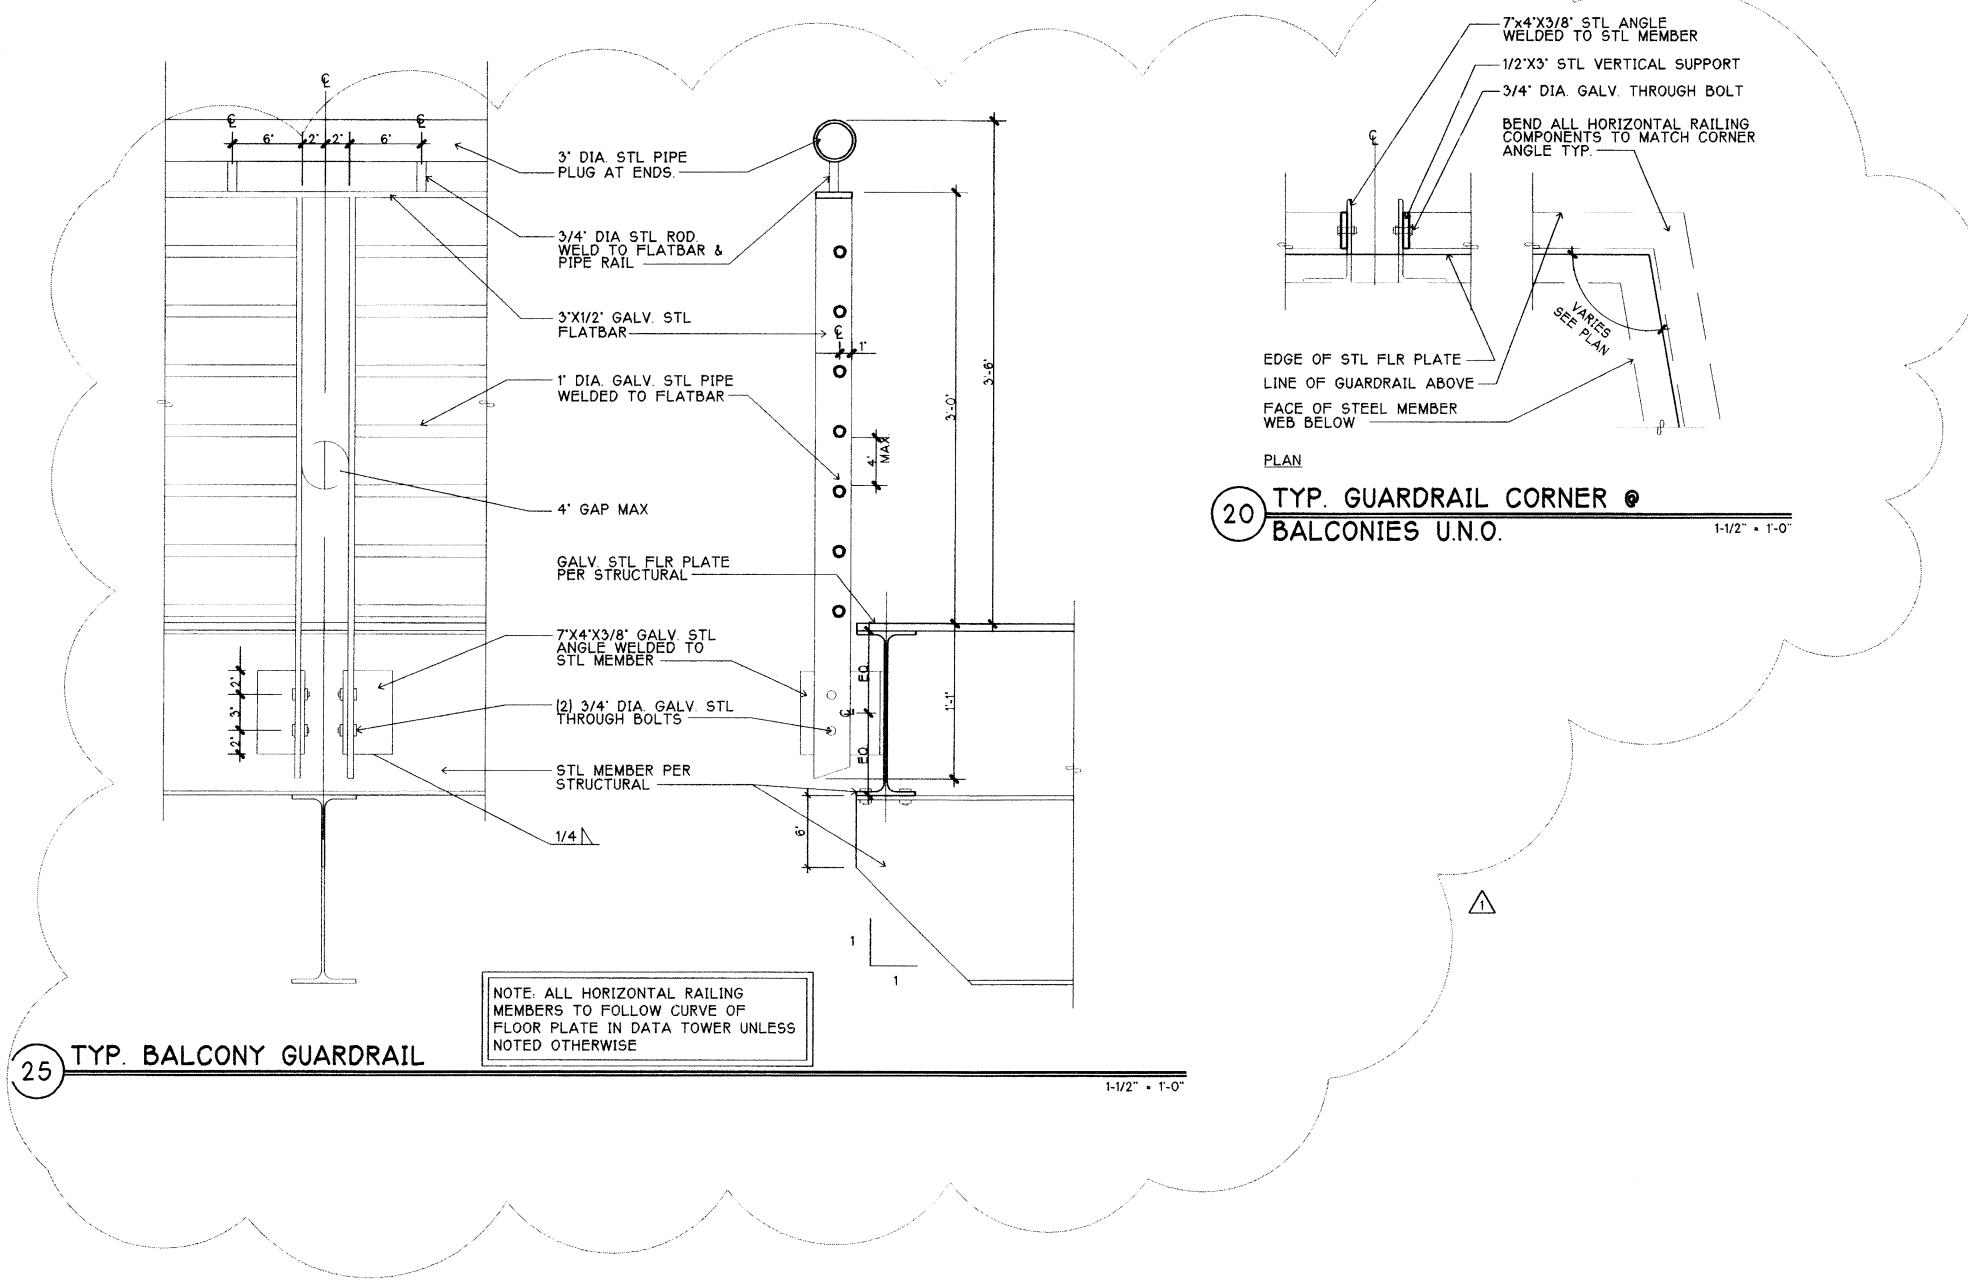 ℄
℄
℄
6"
2"
2"
6"
3" DIA. STL PIPE
PLUG AT ENDS.
3/4" DIA STL ROD.
WELD TO FLATBAR &
PIPE RAIL
3"X1/2" GALV. STL
FLATBAR
1" DIA. GALV. STL PIPE
WELDED TO FLATBAR
4" GAP MAX
GALV. STL FLR PLATE
PER STRUCTURAL
7"X4"X3/8" GALV. STL
ANGLE WELDED TO
STL MEMBER
(2) 3/4" DIA. GALV. STL
THROUGH BOLTS
STL MEMBER PER
STRUCTURAL
1/4
2"
3"
2"
℄
1"
4"
MAX.
3'-0"
3'-6"
EQ.
℄
EQ.
1'-1"
6"
1
1
NOTE: ALL HORIZONTAL RAILING
MEMBERS TO FOLLOW CURVE OF
FLOOR PLATE IN DATA TOWER UNLESS
NOTED OTHERWISE
25
TYP. BALCONY GUARDRAIL
1-1/2" = 1'-0"
7"x4"X3/8" STL ANGLE
WELDED TO STL MEMBER
1/2"X3" STL VERTICAL SUPPORT
3/4" DIA. GALV. THROUGH BOLT
BEND ALL HORIZONTAL RAILING
COMPONENTS TO MATCH CORNER
ANGLE TYP.
℄
VARIES
SEE PLAN
EDGE OF STL FLR PLATE
LINE OF GUARDRAIL ABOVE
FACE OF STEEL MEMBER
WEB BELOW
PLAN
20
TYP. GUARDRAIL CORNER @
BALCONIES U.N.O.
1-1/2" = 1'-0"
1